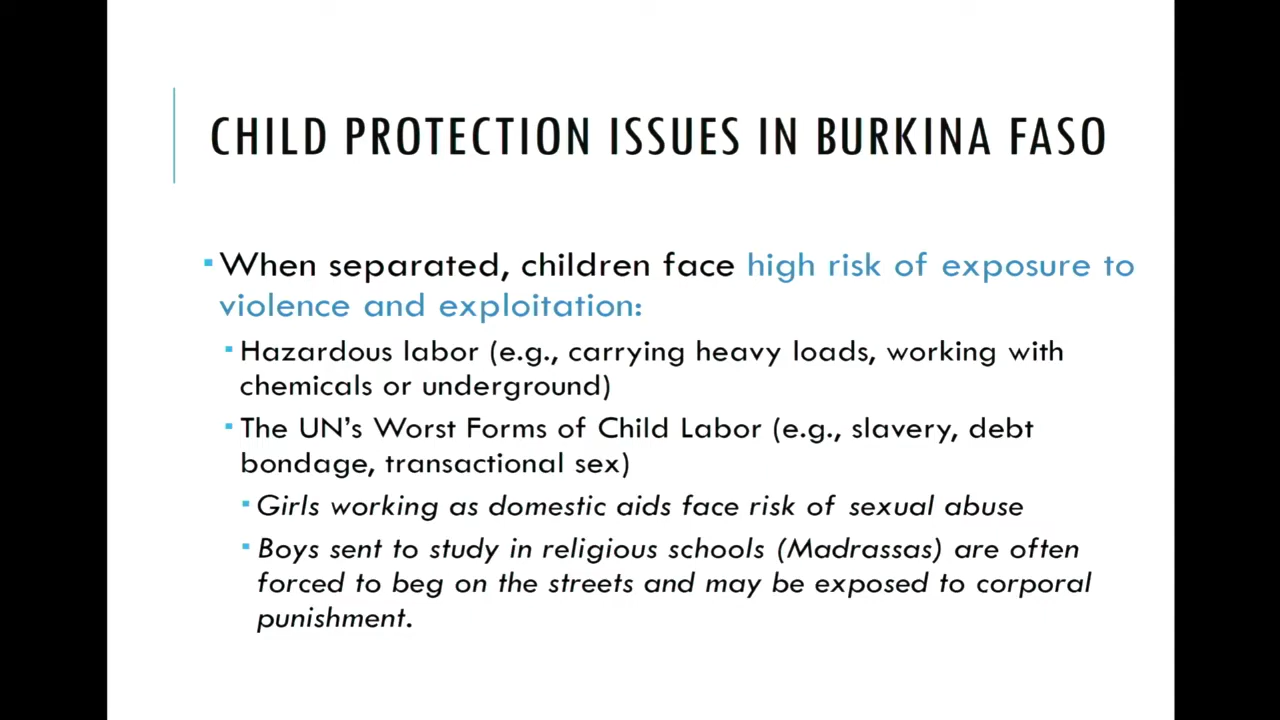 CHILD PROTECTION ISSUES IN BURKINA FASO
▪When separated, children face high risk of exposure to
violence and exploitation:
▪Hazardous labor (e.g., carrying heavy loads, working with
chemicals or underground)
▪The UN’s Worst Forms of Child Labor (e.g., slavery, debt
bondage, transactional sex)
▪Girls working as domestic aids face risk of sexual abuse
▪Boys sent to study in religious schools (Madrassas) are often
forced to beg on the streets and may be exposed to corporal
punishment.